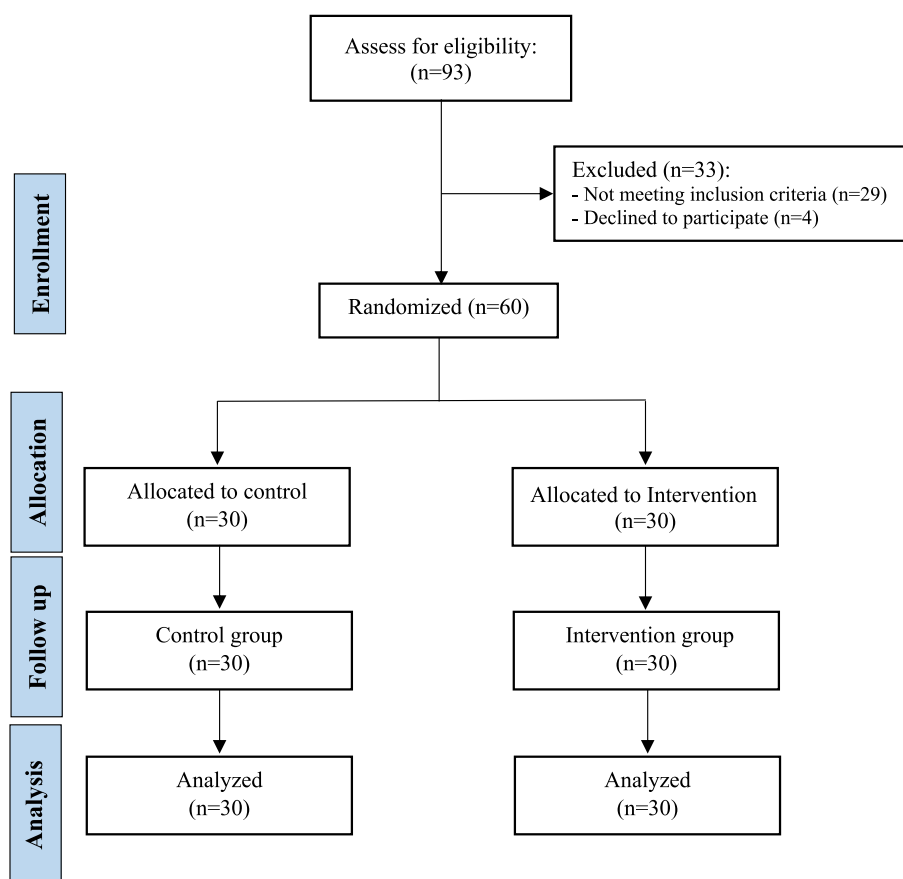 Assess for eligibility:
(n=93)
Enrollment
Excluded (n=33):
- Not meeting inclusion criteria (n=29)
- Declined to participate (n=4)
Randomized (n=60)
Allocation
Allocated to control
(n=30)
Allocated to Intervention
(n=30)
Follow up
Control group
(n=30)
Intervention group
(n=30)
Analysis
Analyzed
(n=30)
Analyzed
(n=30)